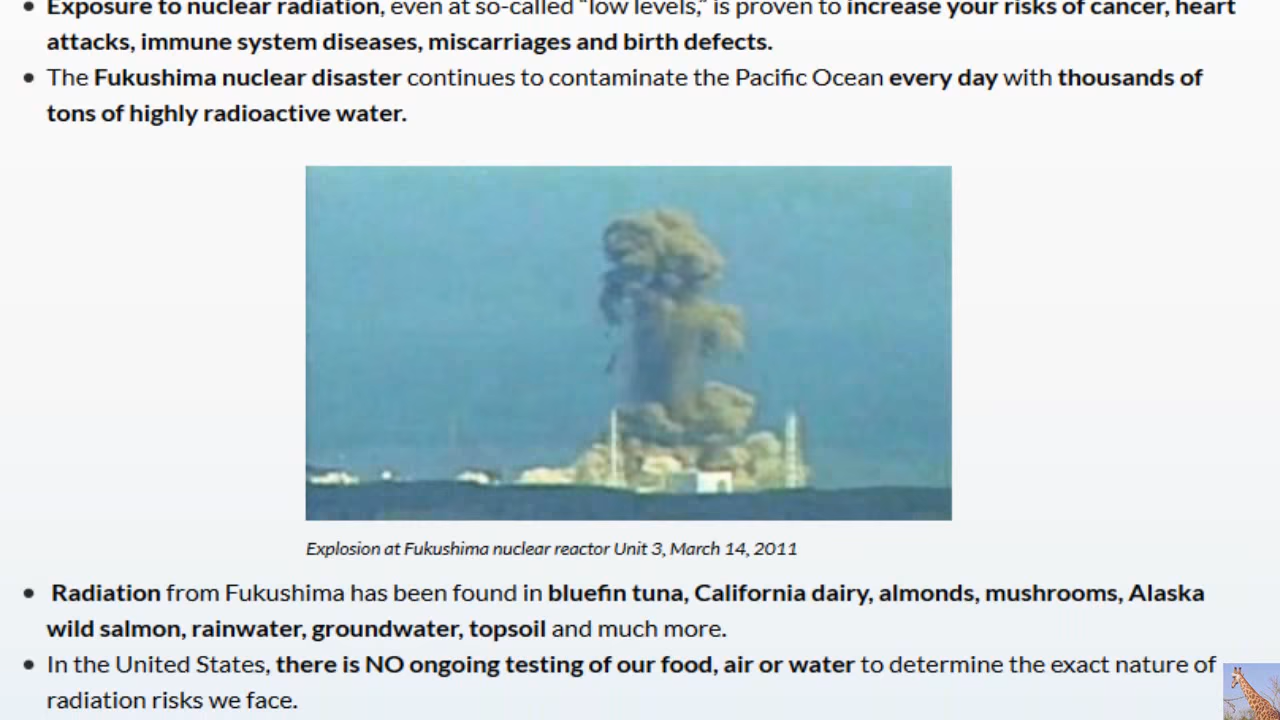 Exposure to nuclear radiation, even at so-called “low levels,” is proven to increase your risks of cancer, heart
attacks, immune system diseases, miscarriages and birth defects.
The Fukushima nuclear disaster continues to contaminate the Pacific Ocean every day with thousands of
tons of highly radioactive water.
Explosion at Fukushima nuclear reactor Unit 3, March 14, 2011
Radiation from Fukushima has been found in bluefin tuna, California dairy, almonds, mushrooms, Alaska
wild salmon, rainwater, groundwater, topsoil and much more.
In the United States, there is NO ongoing testing of our food, air or water to determine the exact nature of
radiation risks we face.